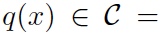 q(x) ∈ 𝒞 =